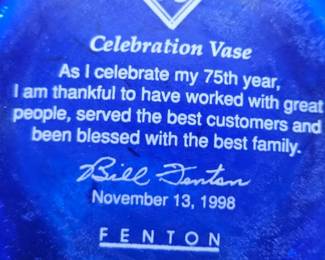 Celebration Vase
As I celebrate my 75th year,
I am thankful to have worked with great
people, served the best customers and
been blessed with the best family.
Bill Fenton
November 13, 1998
FENTON